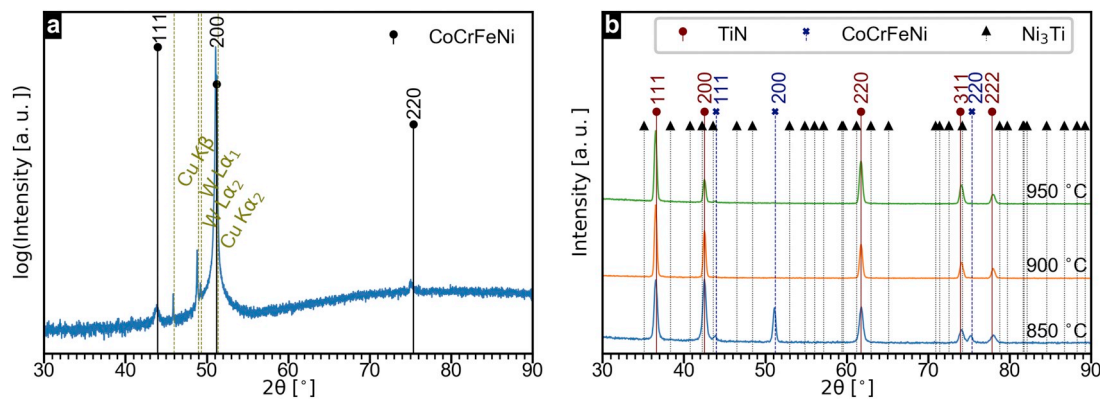 a
111
200
220
CoCrFeNi
Cu Kβ
W Lα₂
W Lα₁
Cu Kα₂
log(Intensity [a. u.])
30 40 50 60 70 80 90
2θ [°]
b
TiN CoCrFeNi Ni₃Ti
111 200 111 200 220 311 220 222
950 °C
900 °C
850 °C
Intensity [a. u.]
30 40 50 60 70 80 90
2θ [°]